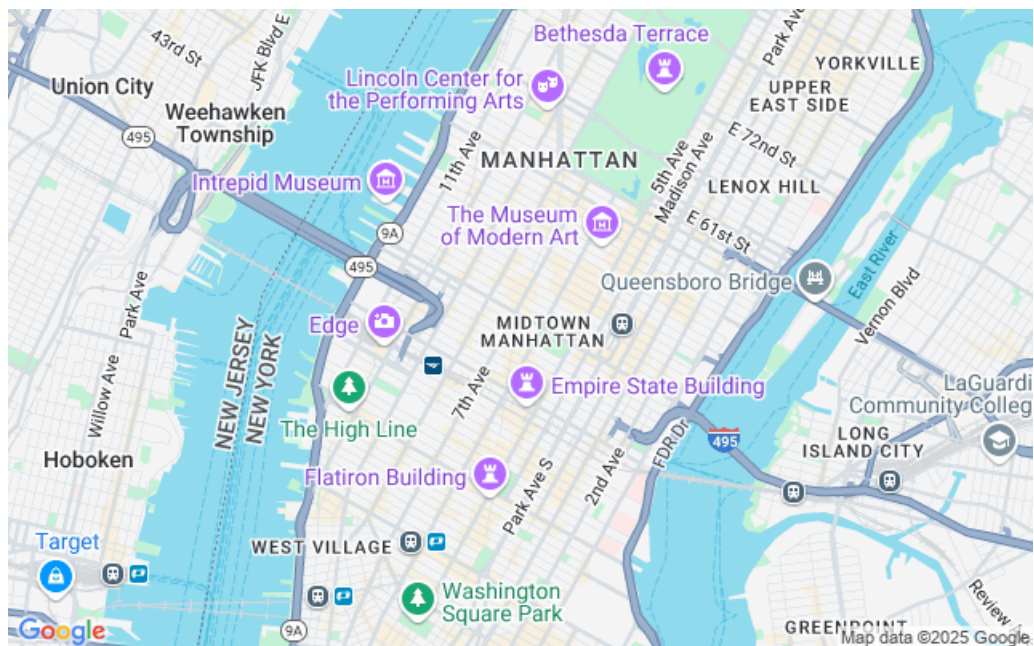 43rd St
JFK Blvd E
Bethesda Terrace
Park Ave
YORKVILLE
Union City
Lincoln Center for
the Performing Arts
UPPER
EAST SIDE
Weehawken
Township
495
11th Ave
MANHATTAN
E 72nd St
5th Ave
Madison Ave
LENOX HILL
Intrepid Museum
The Museum
of Modern Art
E 61st St
9A
East River
495
Queensboro Bridge
Vernon Blvd
Park Ave
Edge
MIDTOWN
MANHATTAN
NEW JERSEY
NEW YORK
7th Ave
Empire State Building
LaGuardi
Community Colleg
Willow Ave
The High Line
FDR Dr
495
LONG
ISLAND CITY
Hoboken
Flatiron Building
Park Ave S
2nd Ave
WEST VILLAGE
Target
Washington
Square Park
Review A
Google
9A
GREENPOINT
Map data ©2025 Google